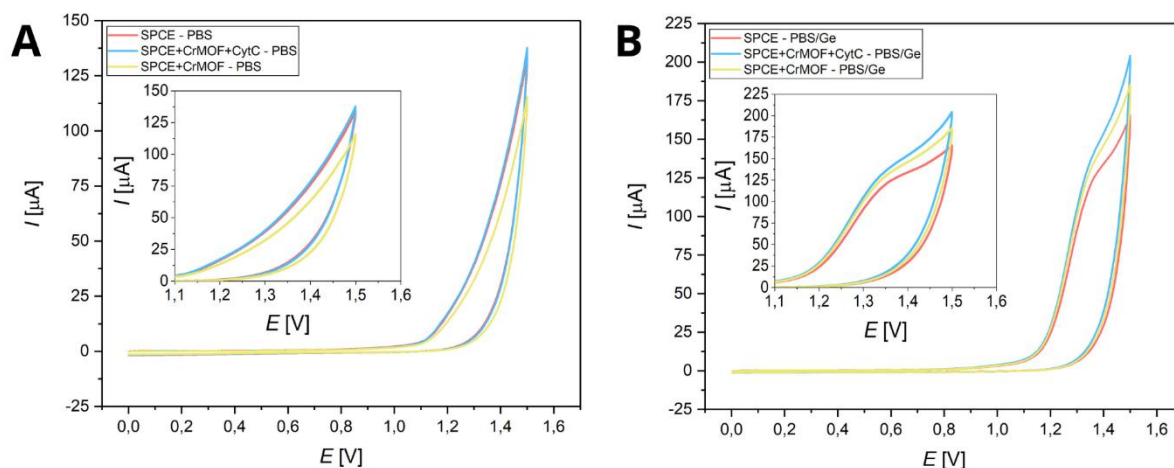 A
SPCE - PBS
SPCE+CrMOF+CytC - PBS
SPCE+CrMOF - PBS
I [µA]
150
125
100
75
50
25
0
-25
0,0 0,2 0,4 0,6 0,8 1,0 1,2 1,4 1,6
E [V]
I [µA]
150
125
100
75
50
25
0
1,1 1,2 1,3 1,4 1,5 1,6
E [V]
B
SPCE - PBS/Ge
SPCE+CrMOF+CytC - PBS/Ge
SPCE+CrMOF - PBS/Ge
I [µA]
225
200
175
150
125
100
75
50
25
0
-25
0,0 0,2 0,4 0,6 0,8 1,0 1,2 1,4 1,6
E [V]
I [µA]
225
200
175
150
125
100
75
50
25
0
1,1 1,2 1,3 1,4 1,5 1,6
E [V]